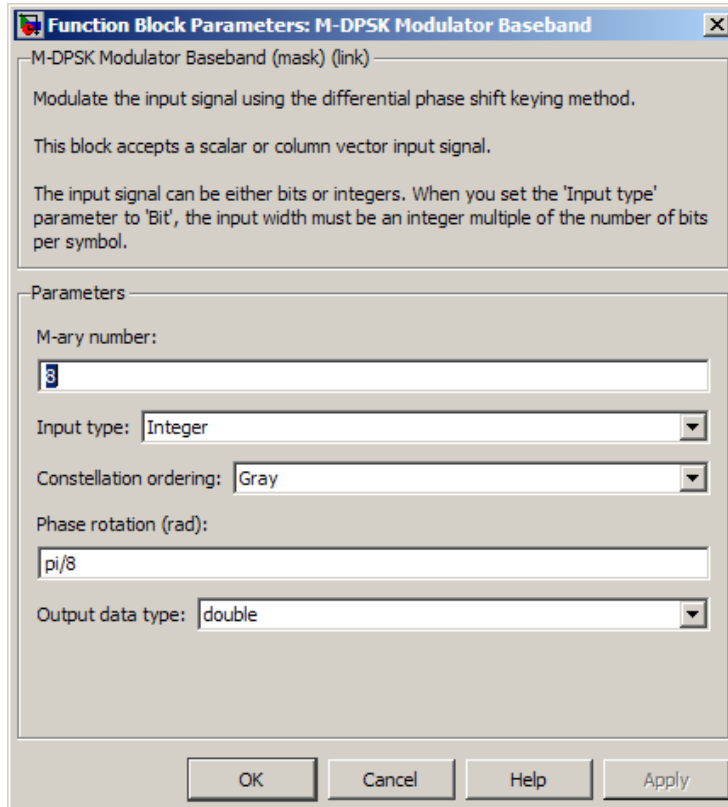 Function Block Parameters: M-DPSK Modulator Baseband
M-DPSK Modulator Baseband (mask) (link)
Modulate the input signal using the differential phase shift keying method.
This block accepts a scalar or column vector input signal.
The input signal can be either bits or integers. When you set the 'Input type'
parameter to 'Bit', the input width must be an integer multiple of the number of bits
per symbol.
Parameters
M-ary number:
8
Input type: Integer
Constellation ordering: Gray
Phase rotation (rad):
pi/8
Output data type: double
OK Cancel Help Apply